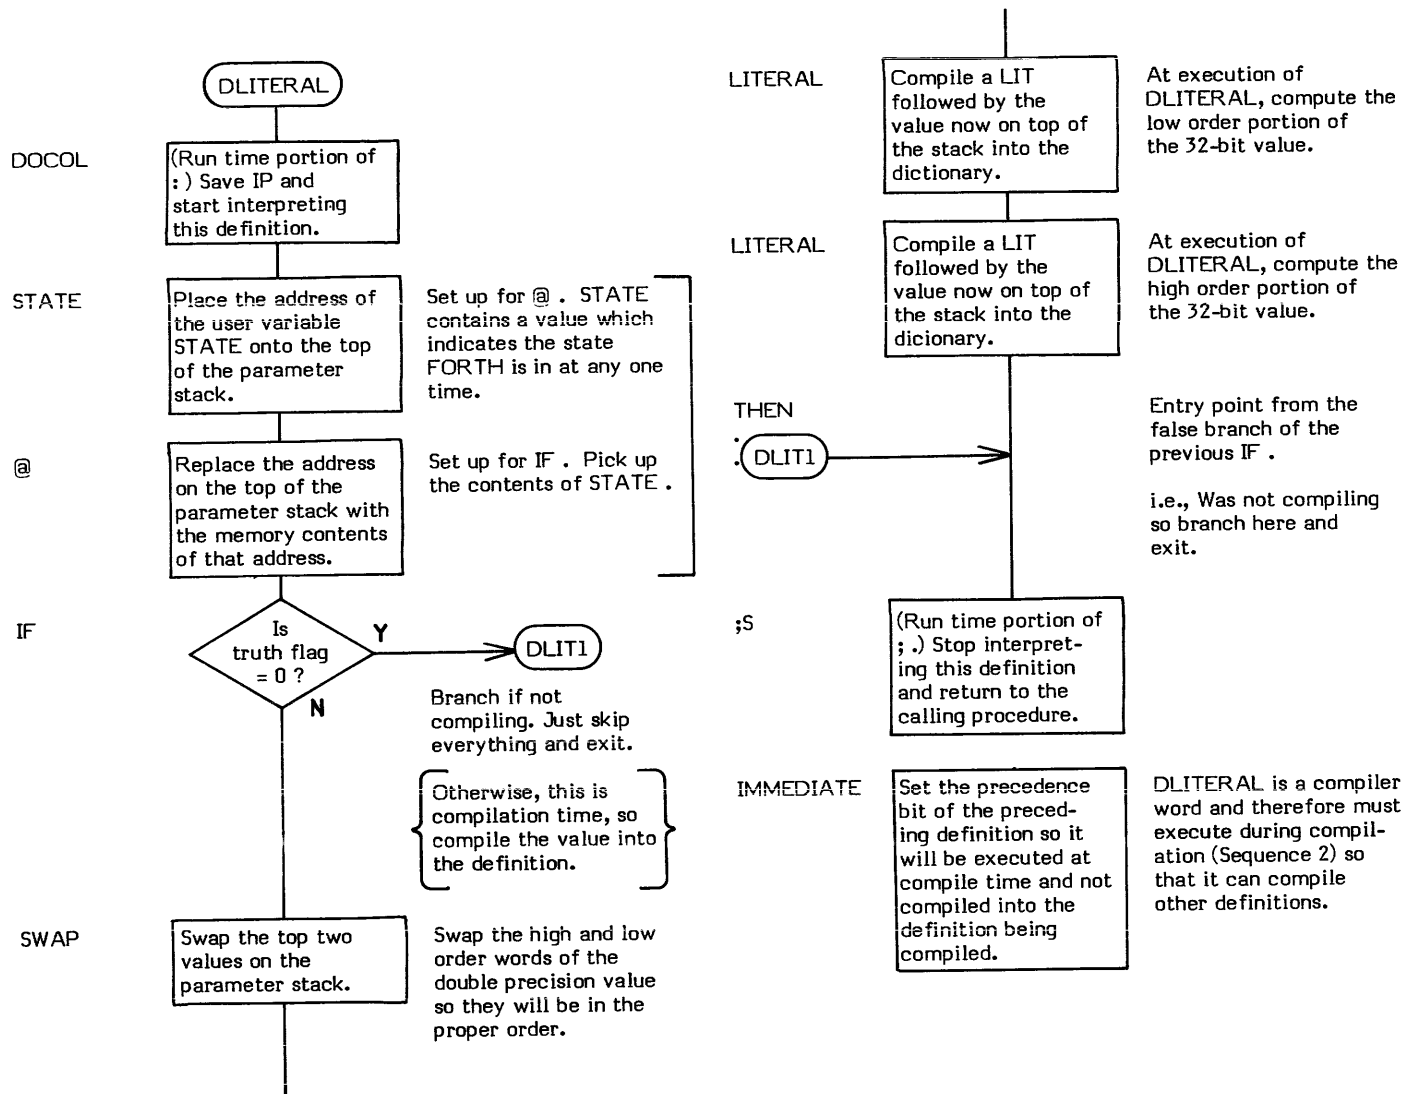 DLITERAL
DOCOL
(Run time portion of
: ) Save IP and
start interpreting
this definition.
STATE
Place the address of
the user variable
STATE onto the top
of the parameter
stack.
Set up for @ . STATE
contains a value which
indicates the state
FORTH is in at any one
time.
@
Replace the address
on the top of the
parameter stack with
the memory contents
of that address.
Set up for IF . Pick up
the contents of STATE .
IF
Is
truth flag
= 0 ?
Y
N
DLIT1
Branch if not
compiling. Just skip
everything and exit.
Otherwise, this is
compilation time, so
compile the value into
the definition.
SWAP
Swap the top two
values on the
parameter stack.
Swap the high and low
order words of the
double precision value
so they will be in the
proper order.
LITERAL
Compile a LIT
followed by the
value now on top of
the stack into the
dictionary.
At execution of
DLITERAL, compute the
low order portion of
the 32-bit value.
LITERAL
Compile a LIT
followed by the
value now on top of
the stack into the
dicionary.
At execution of
DLITERAL, compute the
high order portion of
the 32-bit value.
THEN
: DLIT1
Entry point from the
false branch of the
previous IF .
i.e., Was not compiling
so branch here and
exit.
;S
(Run time portion of
; .) Stop interpret-
ing this definition
and return to the
calling procedure.
IMMEDIATE
Set the precedence
bit of the preced-
ing definition so it
will be executed at
compile time and not
compiled into the
definition being
compiled.
DLITERAL is a compiler
word and therefore must
execute during compil-
ation (Sequence 2) so
that it can compile
other definitions.